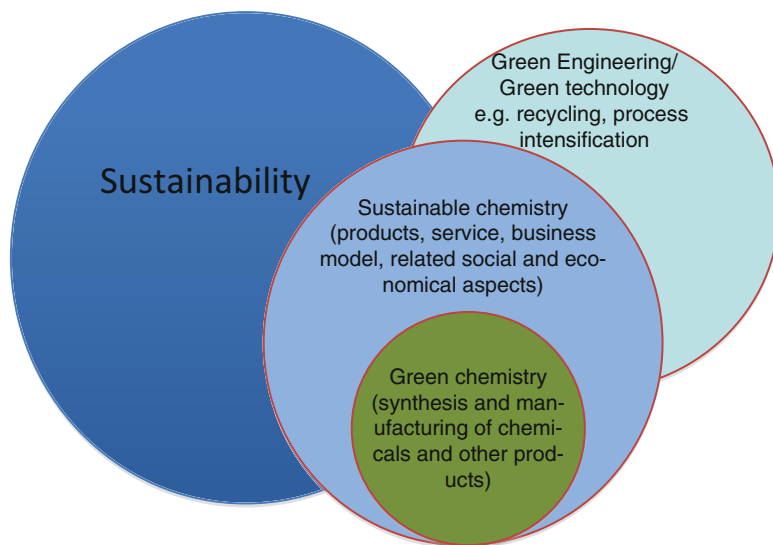 Sustainability
Green Engineering/
Green technology
e.g. recycling, process
intensification
Sustainable chemistry
(products, service, business
model, related social and eco-
nomical aspects)
Green chemistry
(synthesis and man-
ufacturing of chemi-
cals and other prod-
ucts)